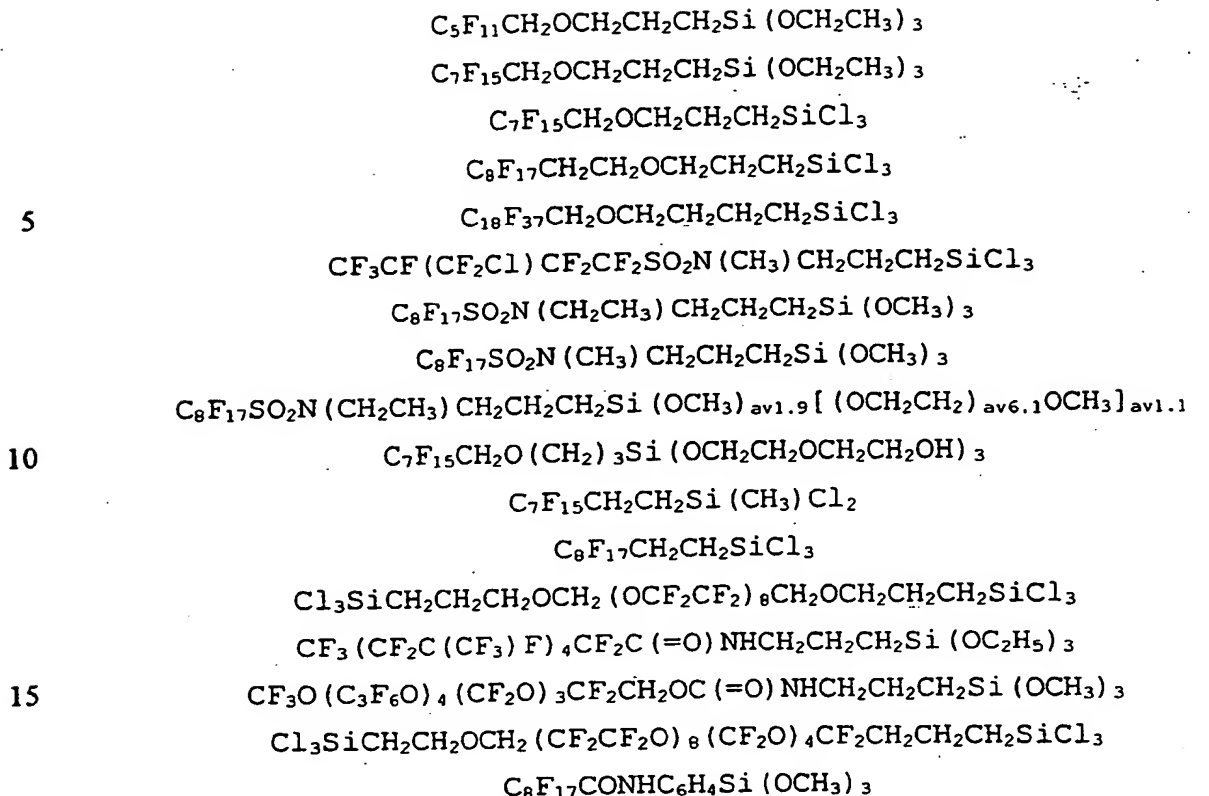 C₅F₁₁CH₂OCH₂CH₂CH₂Si(OCH₂CH₃)₃
C₇F₁₅CH₂OCH₂CH₂CH₂Si(OCH₂CH₃)₃
C₇F₁₅CH₂OCH₂CH₂CH₂SiCl₃
C₈F₁₇CH₂CH₂OCH₂CH₂CH₂SiCl₃
5 C₁₈F₃₇CH₂OCH₂CH₂CH₂CH₂SiCl₃
CF₃CF(CF₂Cl)CF₂CF₂SO₂N(CH₃)CH₂CH₂CH₂SiCl₃
C₈F₁₇SO₂N(CH₂CH₃)CH₂CH₂CH₂Si(OCH₃)₃
C₈F₁₇SO₂N(CH₃)CH₂CH₂CH₂Si(OCH₃)₃
C₈F₁₇SO₂N(CH₂CH₃)CH₂CH₂CH₂Si(OCH₃)ₐᵥ₁.₉[(OCH₂CH₂)ₐᵥ₆.₁OCH₃]ₐᵥ₁.₁
10 C₇F₁₅CH₂O(CH₂)₃Si(OCH₂CH₂OCH₂CH₂OH)₃
C₇F₁₅CH₂CH₂Si(CH₃)Cl₂
C₈F₁₇CH₂CH₂SiCl₃
Cl₃SiCH₂CH₂CH₂OCH₂(OCF₂CF₂)₈CH₂OCH₂CH₂CH₂SiCl₃
CF₃(CF₂C(CF₃)F)₄CF₂C(=O)NHCH₂CH₂CH₂Si(OC₂H₅)₃
15 CF₃O(C₃F₆O)₄(CF₂O)₃CF₂CH₂OC(=O)NHCH₂CH₂CH₂Si(OCH₃)₃
Cl₃SiCH₂CH₂OCH₂(CF₂CF₂O)₈(CF₂O)₄CF₂CH₂CH₂CH₂SiCl₃
C₈F₁₇CONHC₆H₄Si(OCH₃)₃